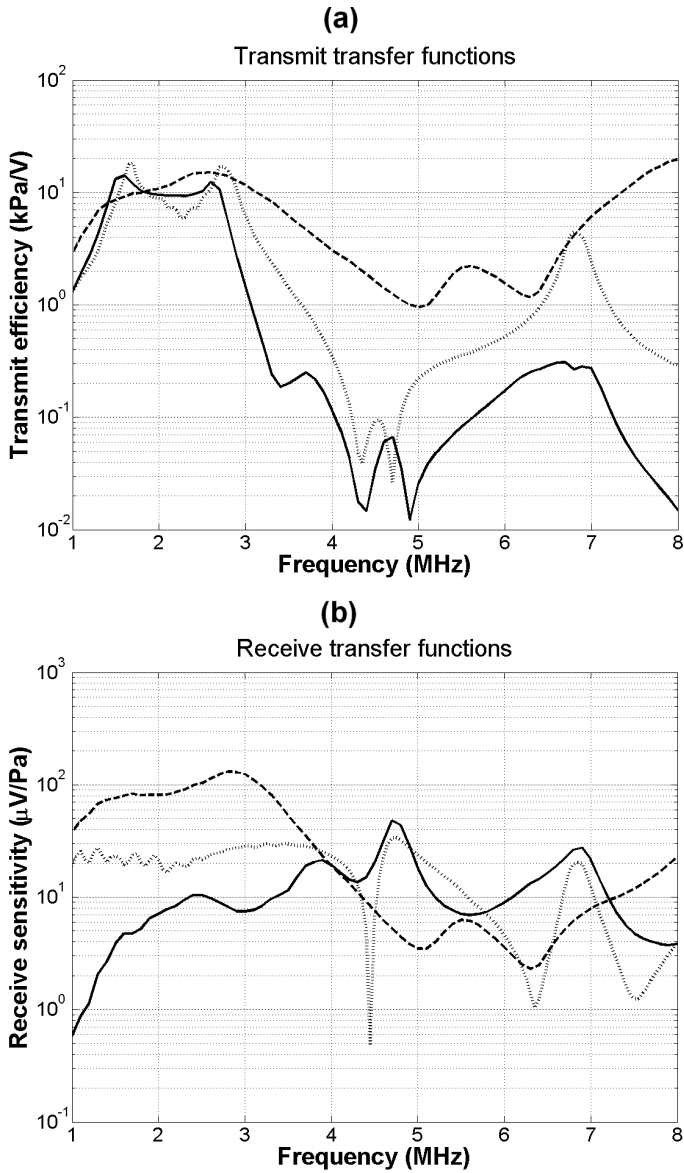 (a)
Transmit transfer functions
Transmit efficiency (kPa/V)
10^2
10^1
10^0
10^-1
10^-2
1 2 3 4 5 6 7 8
Frequency (MHz)
(b)
Receive transfer functions
Receive sensitivity (μV/Pa)
10^3
10^2
10^1
10^0
10^-1
1 2 3 4 5 6 7 8
Frequency (MHz)